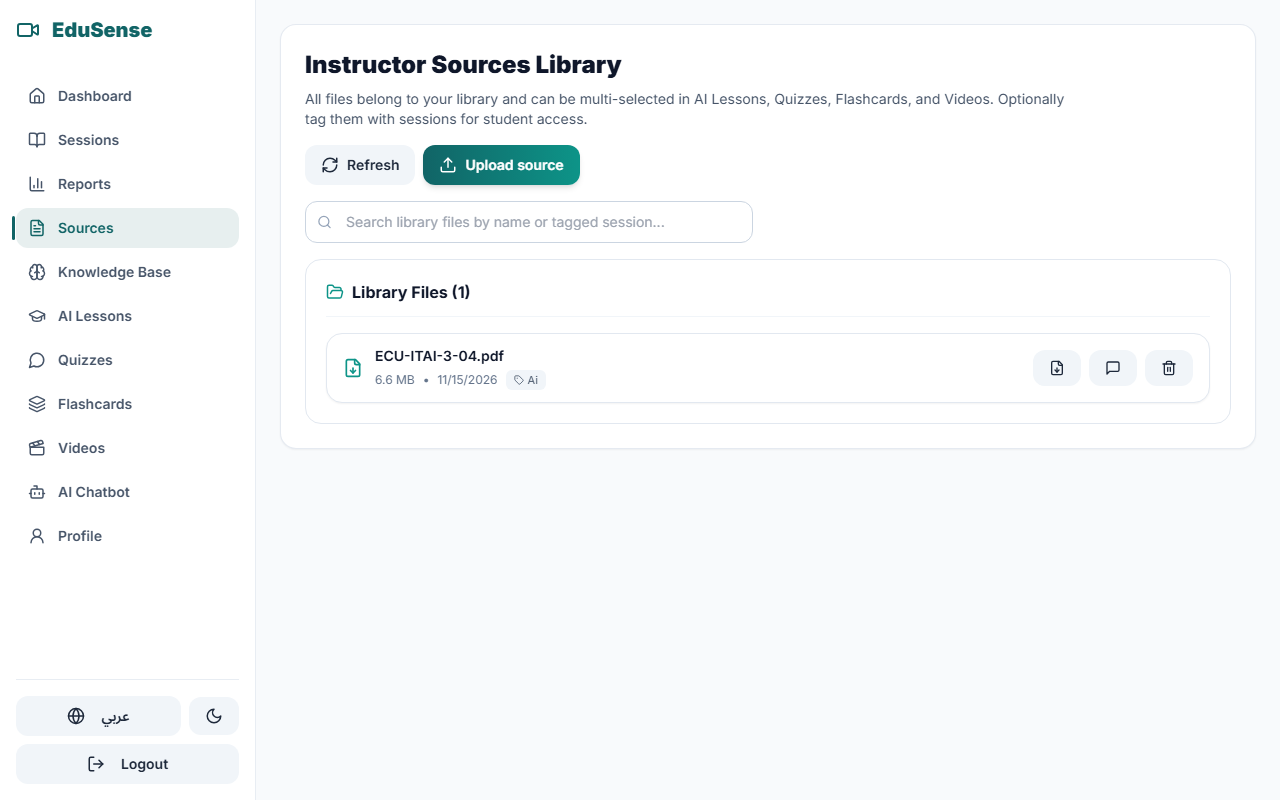 EduSense
Dashboard
Sessions
Reports
Sources
Knowledge Base
AI Lessons
Quizzes
Flashcards
Videos
AI Chatbot
Profile
عربي
Logout
Instructor Sources Library
All files belong to your library and can be multi-selected in AI Lessons, Quizzes, Flashcards, and Videos. Optionally
tag them with sessions for student access.
Refresh
Upload source
Search library files by name or tagged session...
Library Files (1)
ECU-ITAI-3-04.pdf
6.6 MB • 11/15/2026 Ai